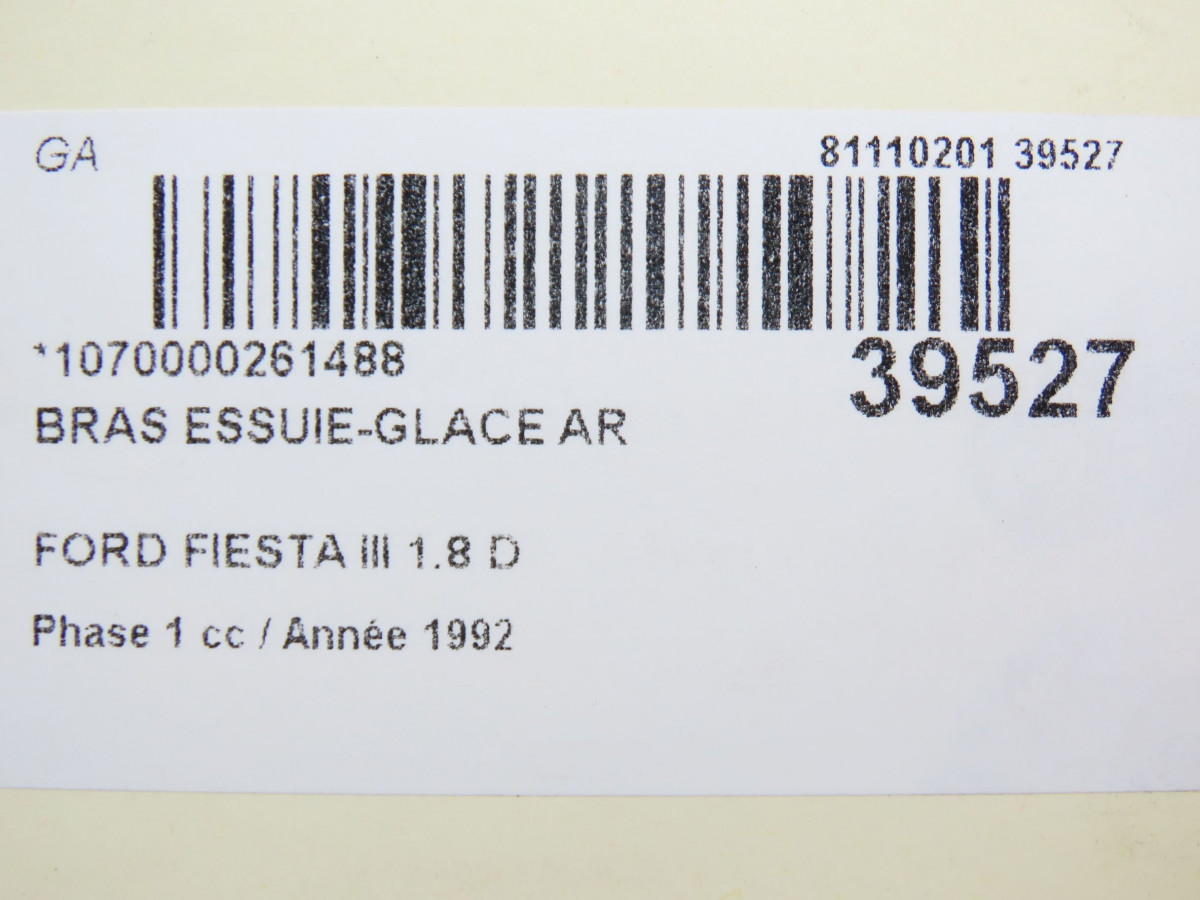 GA
81110201 39527
*1070000261488
39527
BRAS ESSUIE-GLACE AR
FORD FIESTA III 1.8 D
Phase 1 cc / Année 1992